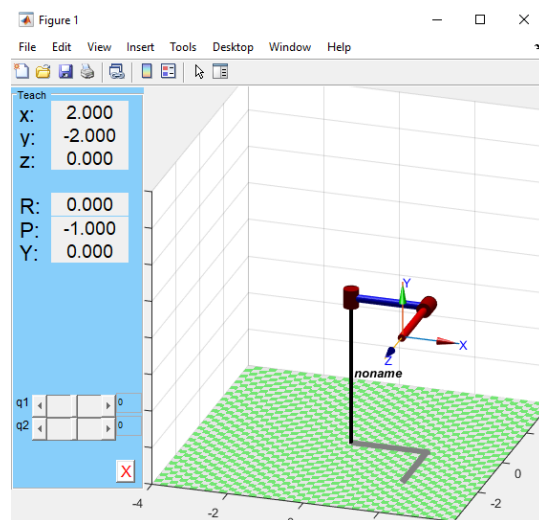 Figure 1
File Edit View Insert Tools Desktop Window Help
Teach
x: 2.000
y: -2.000
z: 0.000
R: 0.000
P: -1.000
Y: 0.000
q1 0
q2 0
X
Y
X
Z
noname
-4
-2
0
-2
0